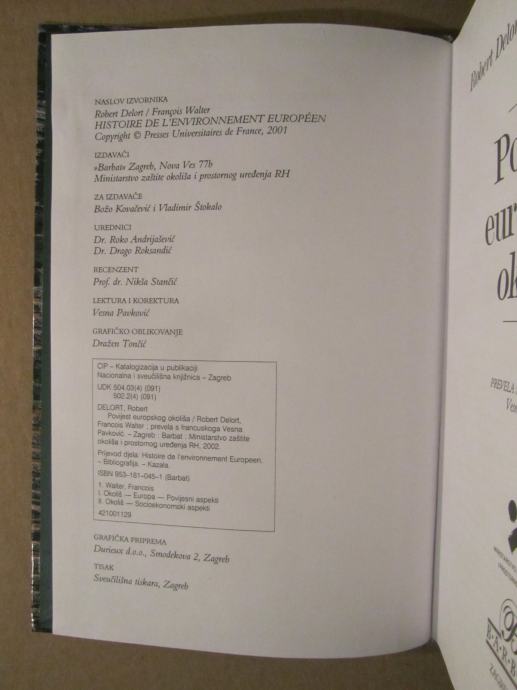 NASLOV IZVORNIKA
Robert Delort / François Walter
HISTOIRE DE L'ENVIRONNEMENT EUROPÉEN
Copyright © Presses Universitaires de France, 2001
IZDAVAČI
»Barbat« Zagreb, Nova Ves 77b
Ministarstvo zaštite okoliša i prostornog uređenja RH
ZA IZDAVAČE
Božo Kovačević i Vladimir Štokalo
UREDNICI
Dr. Roko Andrijašević
Dr. Drago Roksandić
RECENZENT
Prof. dr. Nikša Stančić
LEKTURA I KOREKTURA
Vesna Pavković
GRAFIČKO OBLIKOVANJE
Dražen Tončić
CIP – Katalogizacija u publikaciji
Nacionalna i sveučilišna knjižnica – Zagreb
UDK 504.03(4) (091)
502.2(4) (091)
DELORT, Robert
Povijest europskog okoliša / Robert Delort,
Francois Walter ; prevela s francuskoga Vesna
Pavković. – Zagreb : Barbat : Ministarstvo zaštite
okoliša i prostornog uređenja RH, 2002.
Prijevod djela: Histoire de l'environnement Europeen.
– Bibliografija. – Kazala.
ISBN 953-181-045-1 (Barbat)
1. Walter, Francois
I. Okoliš — Europa — Povijesni aspekti
II. Okoliš — Socioekonomski aspekti
421001129
GRAFIČKA PRIPREMA
Durieux d.o.o., Smodekova 2, Zagreb
TISAK
Sveučilišna tiskara, Zagreb
Robert Delor
Po
eur
ok
PREVELA